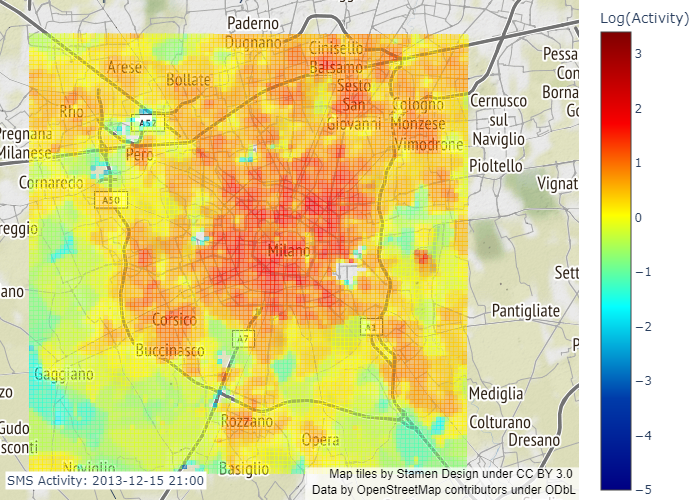 Log(Activity)
Paderno
Dugnano
Cinisello
Balsamo
Arese
Bollate
Sesto
San
Giovanni
Pessa
Con
Borna
Go
Rho
A52
Cologno
Monzese
Cernusco
sul
Naviglio
Pregnana
Milanese
Pero
Vimodrone
Pioltello
Cornaredo
Vignat
A50
reggio
Milano
Sett
ano
Pantigliate
Corsico
A7
A1
Buccinasco
P
Gaggiano
zo
Mediglia
Rozzano
Colturano
Gudo
sconti
Opera
Dresano
Noviglio
Basiglio
SMS Activity: 2013-12-15 21:00
Map tiles by Stamen Design under CC BY 3.0
Data by OpenStreetMap contributors under ODbL
3
2
1
0
−1
−2
−3
−4
−5